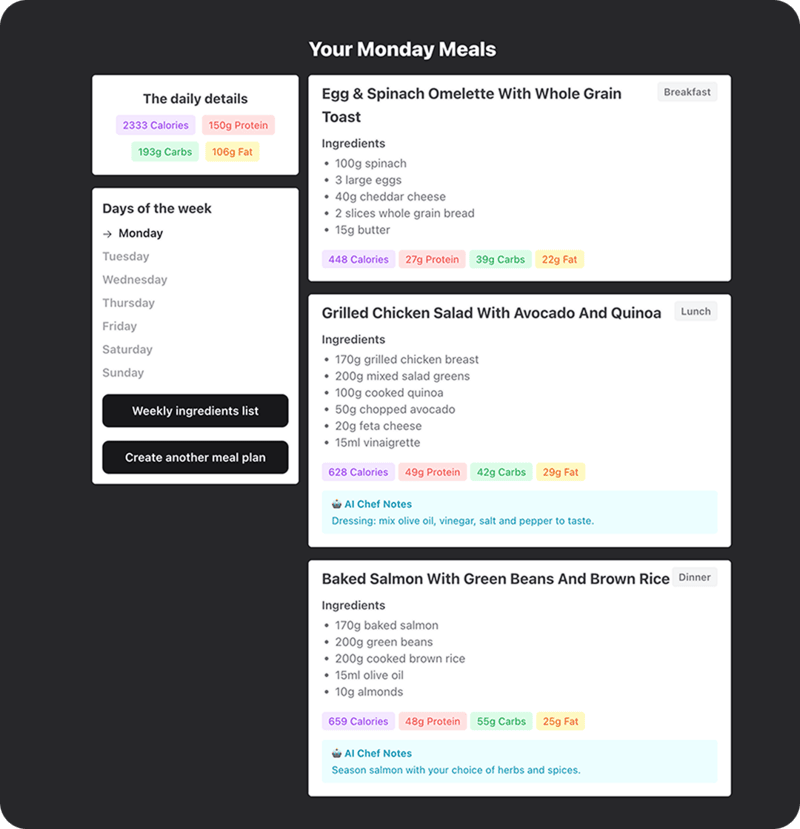 Your Monday Meals
The daily details
2333 Calories
150g Protein
193g Carbs
106g Fat
Days of the week
→ Monday
Tuesday
Wednesday
Thursday
Friday
Saturday
Sunday
Weekly ingredients list
Create another meal plan
Egg & Spinach Omelette With Whole Grain
Toast
Breakfast
Ingredients
• 100g spinach
• 3 large eggs
• 40g cheddar cheese
• 2 slices whole grain bread
• 15g butter
448 Calories
27g Protein
39g Carbs
22g Fat
Grilled Chicken Salad With Avocado And Quinoa
Lunch
Ingredients
• 170g grilled chicken breast
• 200g mixed salad greens
• 100g cooked quinoa
• 50g chopped avocado
• 20g feta cheese
• 15ml vinaigrette
628 Calories
49g Protein
42g Carbs
29g Fat
AI Chef Notes
Dressing: mix olive oil, vinegar, salt and pepper to taste.
Baked Salmon With Green Beans And Brown Rice
Dinner
Ingredients
• 170g baked salmon
• 200g green beans
• 200g cooked brown rice
• 15ml olive oil
• 10g almonds
659 Calories
48g Protein
55g Carbs
25g Fat
AI Chef Notes
Season salmon with your choice of herbs and spices.